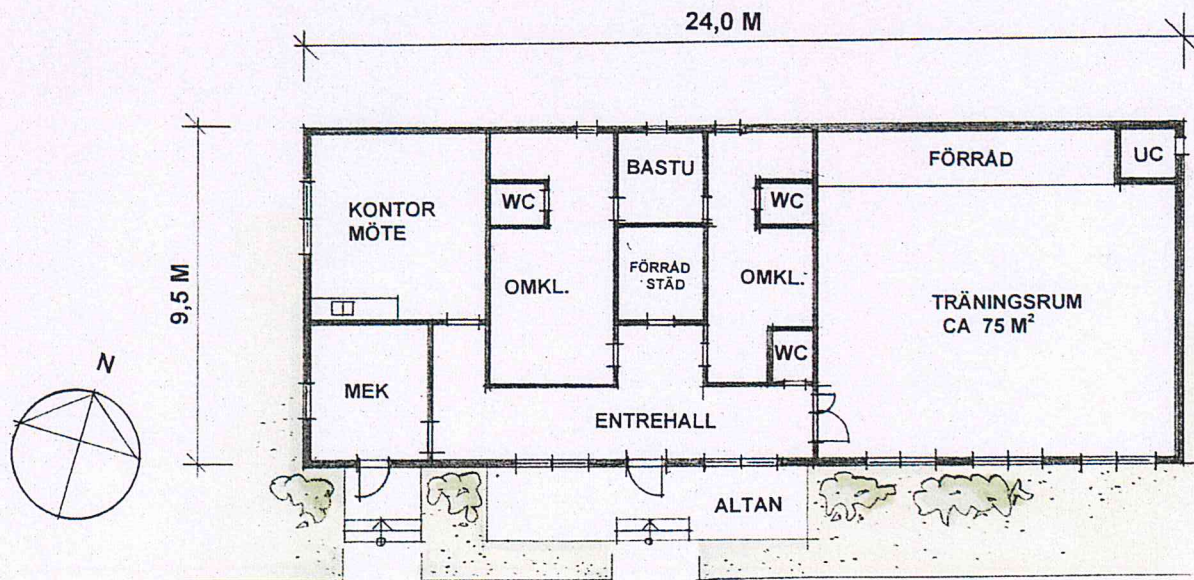 24,0 M
9,5 M
N
KONTOR
MÖTE
WC
BASTU
WC
FÖRRÅD
UC
OMKL.
FÖRRÅD
STÄD
OMKL.
TRÄNINGSRUM
CA 75 M²
WC
MEK
ENTREHALL
ALTAN